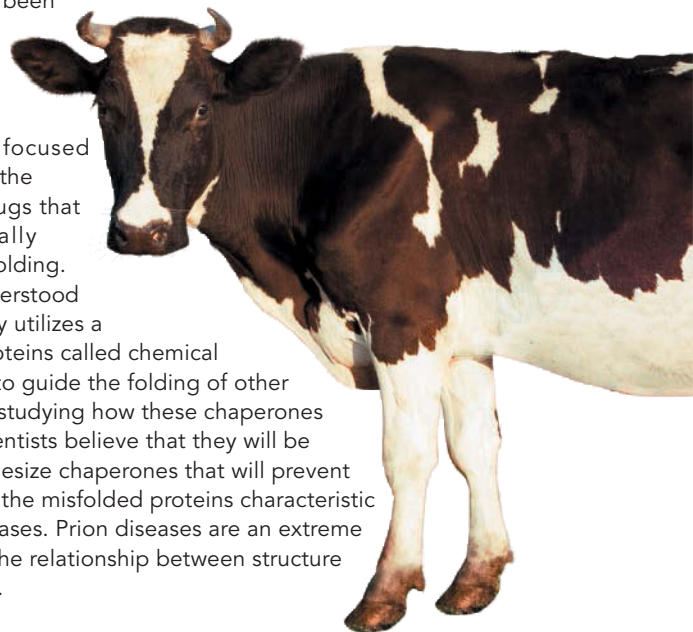 been
focused
the
ugs that
ally
olding.
erstood
y utilizes a
oteins called chemical
to guide the folding of other
studying how these chaperones
entists believe that they will be
esize chaperones that will prevent
the misfolded proteins characteristic
ases. Prion diseases are an extreme
he relationship between structure